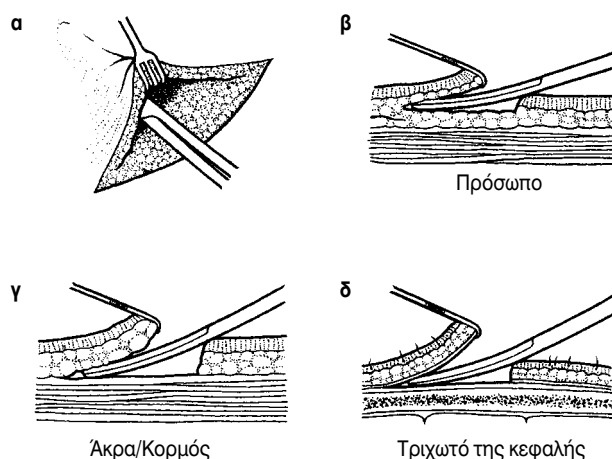 α
β
Πρόσωπο
γ
Άκρα/Κορμός
δ
Τριχωτό της κεφαλής